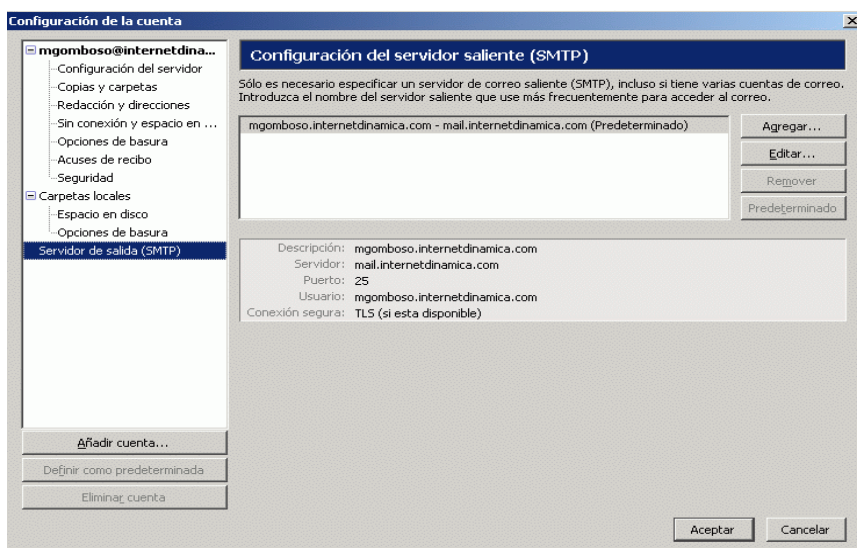 Configuración de la cuenta
mgomboso@internetdina...
Configuración del servidor
Copias y carpetas
Redacción y direcciones
Sin conexión y espacio en ...
Opciones de basura
Acuses de recibo
Seguridad
Carpetas locales
Espacio en disco
Opciones de basura
Servidor de salida (SMTP)
Añadir cuenta...
Definir como predeterminada
Eliminar cuenta
Configuración del servidor saliente (SMTP)
Sólo es necesario especificar un servidor de correo saliente (SMTP), incluso si tiene varias cuentas de correo.
Introduzca el nombre del servidor saliente que use más frecuentemente para acceder al correo.
mgomboso.internetdinamica.com - mail.internetdinamica.com (Predeterminado)
Agregar...
Editar...
Remover
Predeterminado
Descripción: mgomboso.internetdinamica.com
Servidor: mail.internetdinamica.com
Puerto: 25
Usuario: mgomboso.internetdinamica.com
Conexión segura: TLS (si esta disponible)
Aceptar
Cancelar